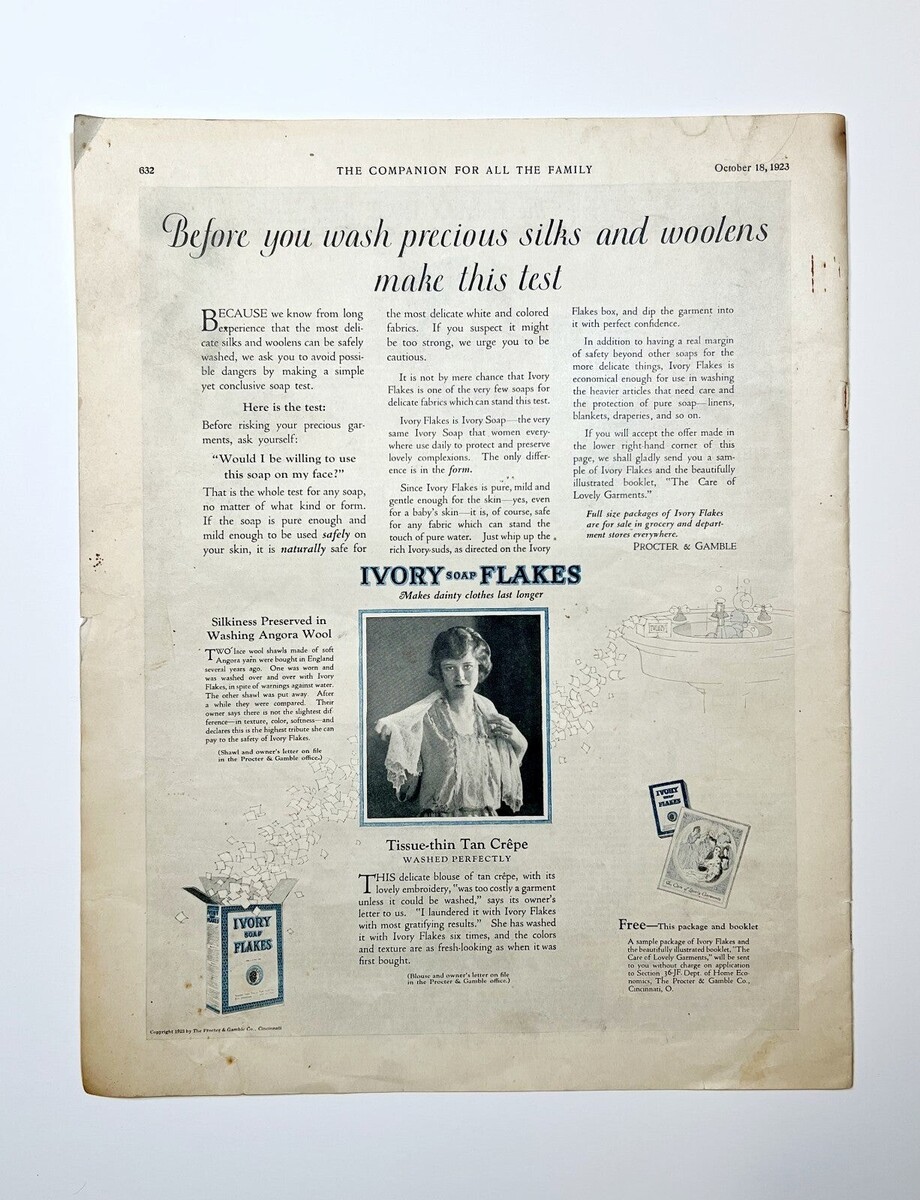 632
THE COMPANION FOR ALL THE FAMILY
October 18, 1923
Before you wash precious silks and woolens
make this test
BECAUSE we know from long
experience that the most deli-
cate silks and woolens can be safely
washed, we ask you to avoid possi-
ble dangers by making a simple
yet conclusive soap test.
Here is the test:
Before risking your precious gar-
ments, ask yourself:
“Would I be willing to use
this soap on my face?”
That is the whole test for any soap,
no matter of what kind or form.
If the soap is pure enough and
mild enough to be used safely on
your skin, it is naturally safe for
the most delicate white and colored
fabrics. If you suspect it might
be too strong, we urge you to be
cautious.
It is not by mere chance that Ivory
Flakes is one of the very few soaps for
delicate fabrics which can stand this test.
Ivory Flakes is Ivory Soap—the very
same Ivory Soap that women every-
where use daily to protect and preserve
lovely complexions. The only differ-
ence is in the form.
Since Ivory Flakes is pure, mild and
gentle enough for the skin—yes, even
for a baby's skin—it is, of course, safe
for any fabric which can stand the
touch of pure water. Just whip up the
rich Ivory-suds, as directed on the Ivory
Flakes box, and dip the garment into
it with perfect confidence.
In addition to having a real margin
of safety beyond other soaps for the
more delicate things, Ivory Flakes is
economical enough for use in washing
the heavier articles that need care and
the protection of pure soap—linens,
blankets, draperies, and so on.
If you will accept the offer made in
the lower right-hand corner of this
page, we shall gladly send you a sam-
ple of Ivory Flakes and the beautifully
illustrated booklet, "The Care of
Lovely Garments."
Full size packages of Ivory Flakes
are for sale in grocery and depart-
ment stores everywhere.
PROCTER & GAMBLE
IVORY SOAP FLAKES
Makes dainty clothes last longer
Silkiness Preserved in
Washing Angora Wool
TWO lace wool shawls made of soft
Angora yarn were bought in England
several years ago. One was worn and
was washed over and over with Ivory
Flakes, in spite of warnings against water.
The other shawl was put away. After
a while they were compared. Their
owner says there is not the slightest dif
ference—in texture, color, softness—and
declares this is the highest tribute she can
pay to the safety of Ivory Flakes.
(Shawl and owner's letter on file
in the Procter & Gamble office.)
IVORY
Tissue-thin Tan Crêpe
WASHED PERFECTLY
THIS delicate blouse of tan crêpe, with its
lovely embroidery, "was too costly a garment
unless it could be washed," says its owner's
letter to us. "I laundered it with Ivory Flakes
with most gratifying results." She has washed
it with Ivory Flakes six times, and the colors
and texture are as fresh-looking as when it was
first bought.
(Blouse and owner's letter on file
in the Procter & Gamble office.)
IVORY
SOAP
FLAKES
IVORY
SOAP
FLAKES
The Care of Lovely Garments
Free—This package and booklet
A sample package of Ivory Flakes and
the beautifully illustrated booklet, "The
Care of Lovely Garments," will be sent
to you without charge on application
to Section 36-JF, Dept. of Home Eco-
nomics, The Procter & Gamble Co.,
Cincinnati, O.
Copyright 1923 by The Procter & Gamble Co., Cincinnati